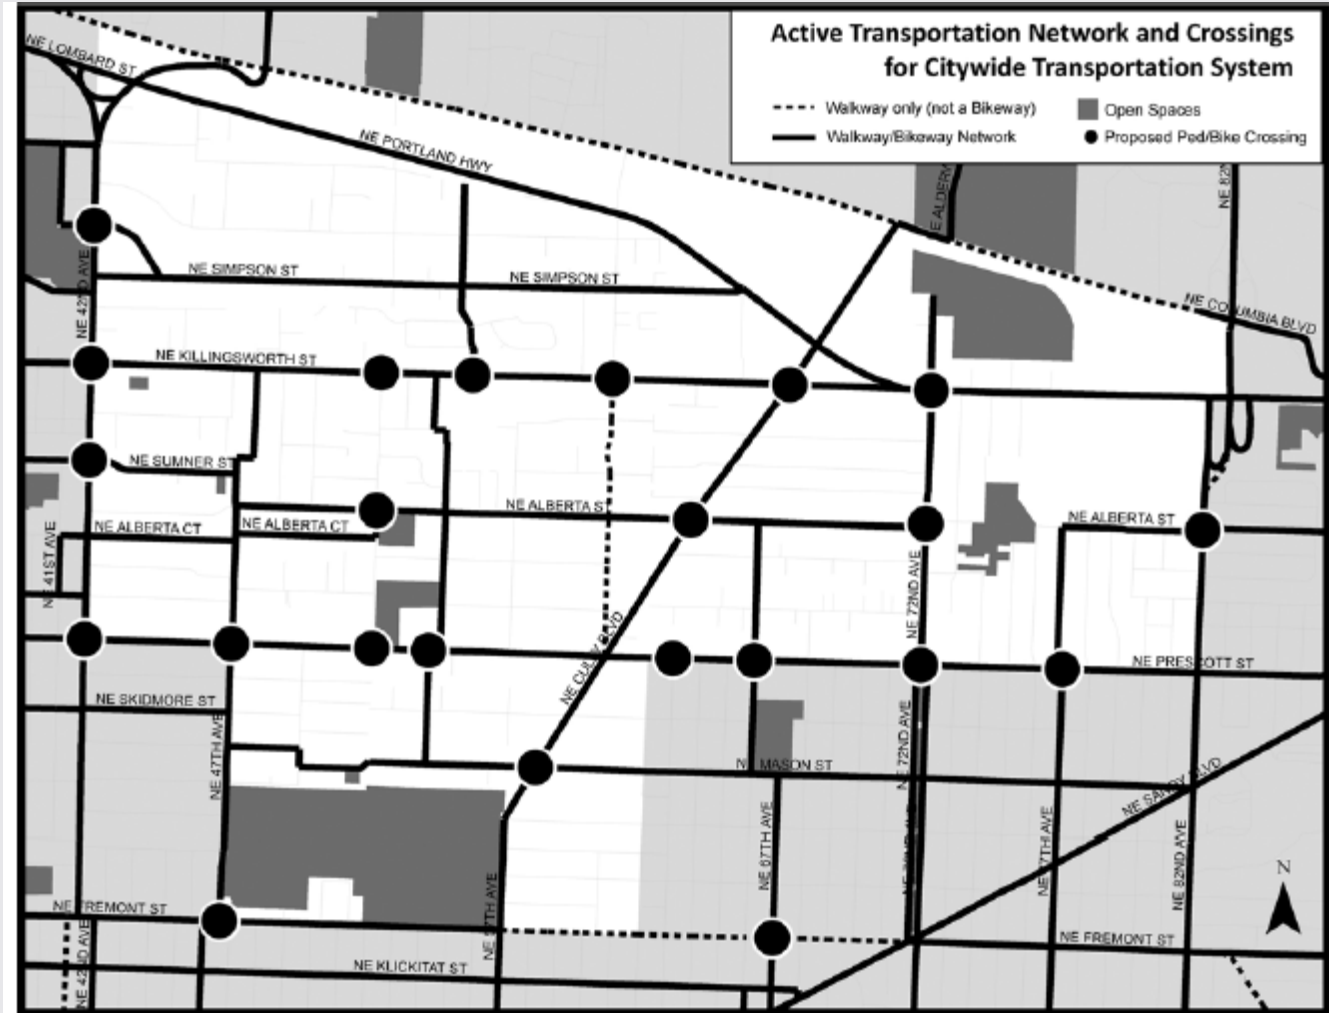 Active Transportation Network and Crossings
for Citywide Transportation System
Walkway only (not a Bikeway)
Open Spaces
Walkway/Bikeway Network
Proposed Ped/Bike Crossing
NE LOMBARD ST
NE PORTLAND HWY
NE 82N
NE SIMPSON ST
NE SIMPSON ST
NE 42ND AVE
NE COLUMBIA BLVD
NE KILLINGSWORTH ST
NE SUMNER ST
NE ALBERTA ST
NE ALBERTA ST
NE ALBERTA CT
NE ALBERTA CT
NE 41ST AVE
NE 72ND AVE
NE CULLY BLVD
NE PRESCOTT ST
NE SKIDMORE ST
NE 47TH AVE
NE 72ND AVE
NE MASON ST
NE SANDY BLVD
NE 67TH AVE
NE 82ND AVE
N
NE FREMONT ST
NE FREMONT ST
NE 42ND AVE
NE KLICKITAT ST